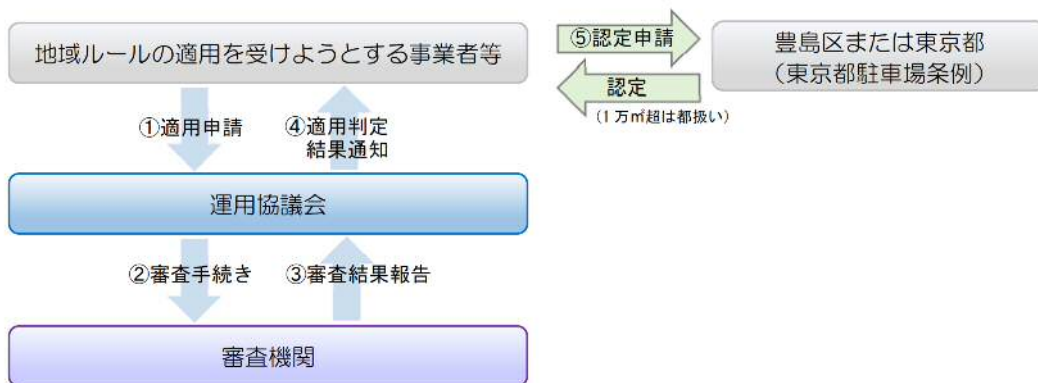 地域ルールの適用を受けようとする事業者等
⑤認定申請
豊島区または東京都
（東京都駐車場条例）
認定
（1万㎡超は都扱い）
①適用申請
④適用判定
結果通知
運用協議会
②審査手続き
③審査結果報告
審査機関